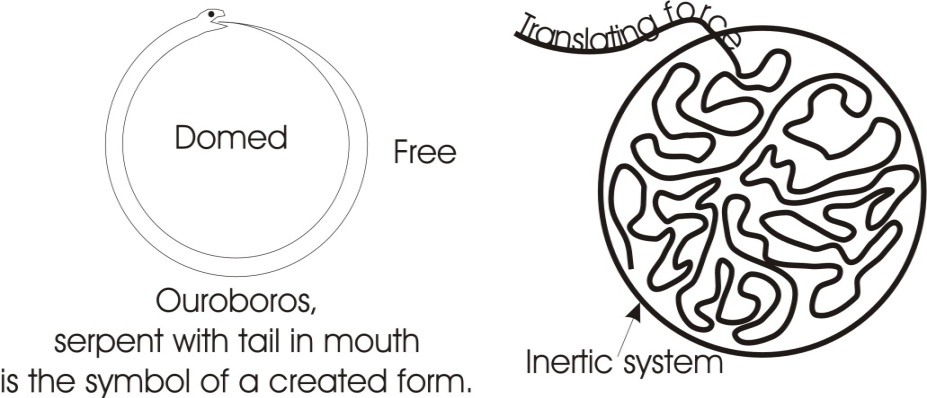 Domed
Free
Ouroboros,
serpent with tail in mouth
is the symbol of a created form.
Translating force
Inertic system